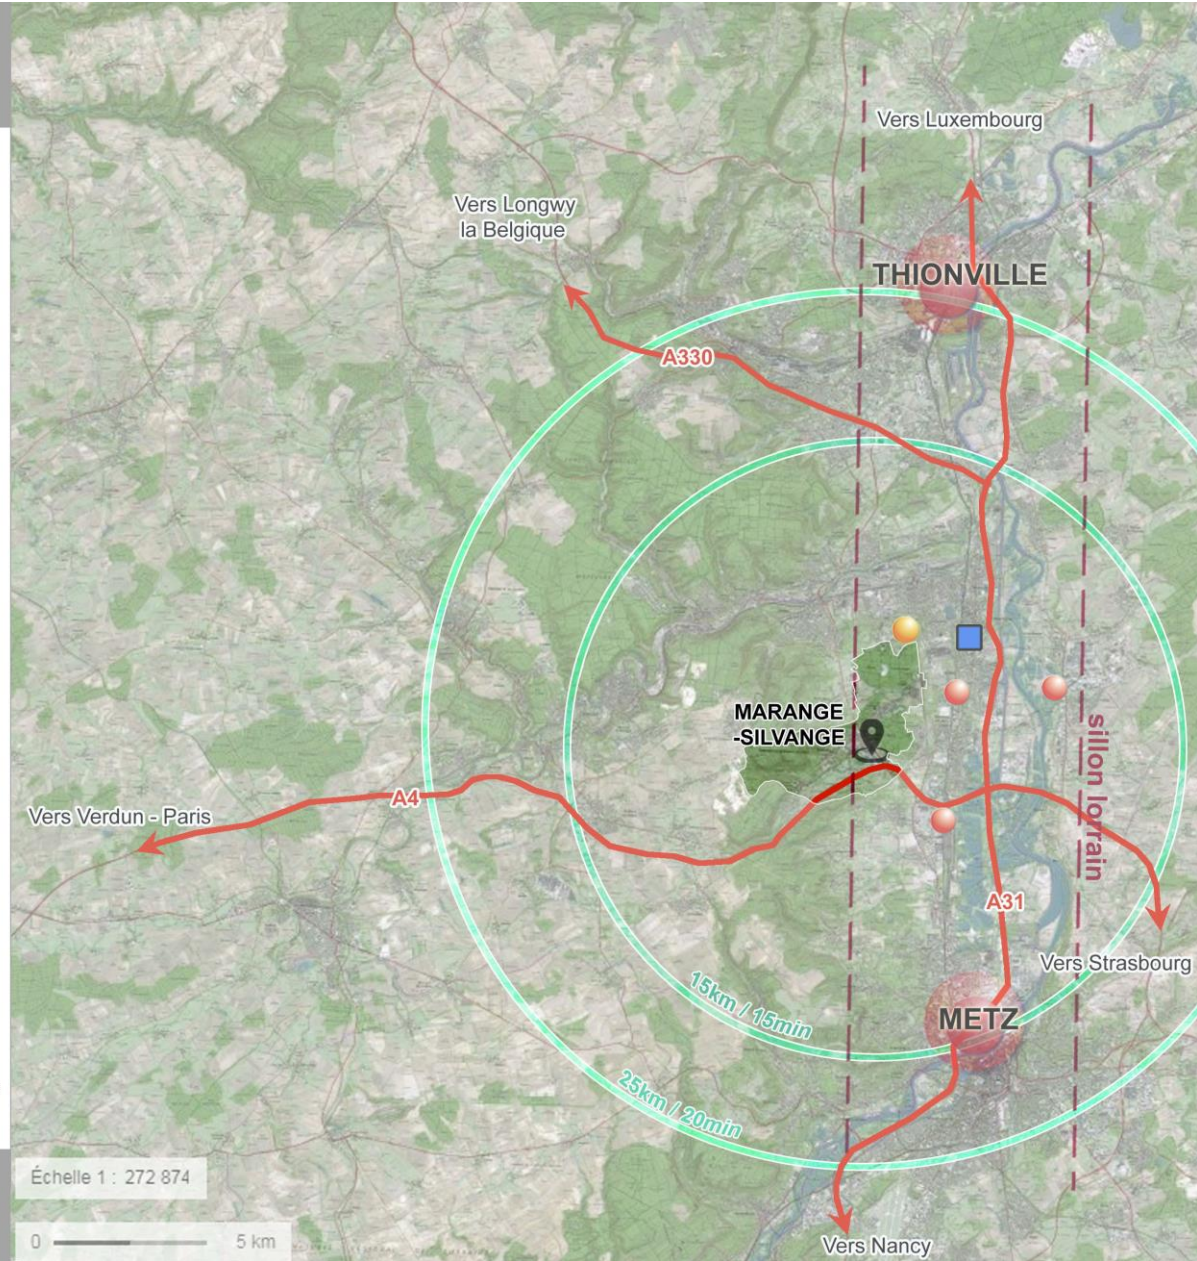 Vers Luxembourg
Vers Longwy
la Belgique
THIONVILLE
A330
MARANGE
-SILVANGE
sillon lorrain
A4
Vers Verdun - Paris
A31
Vers Strasbourg
15km / 15min
METZ
25km / 20min
Échelle 1 : 272 874
0
5 km
Vers Nancy